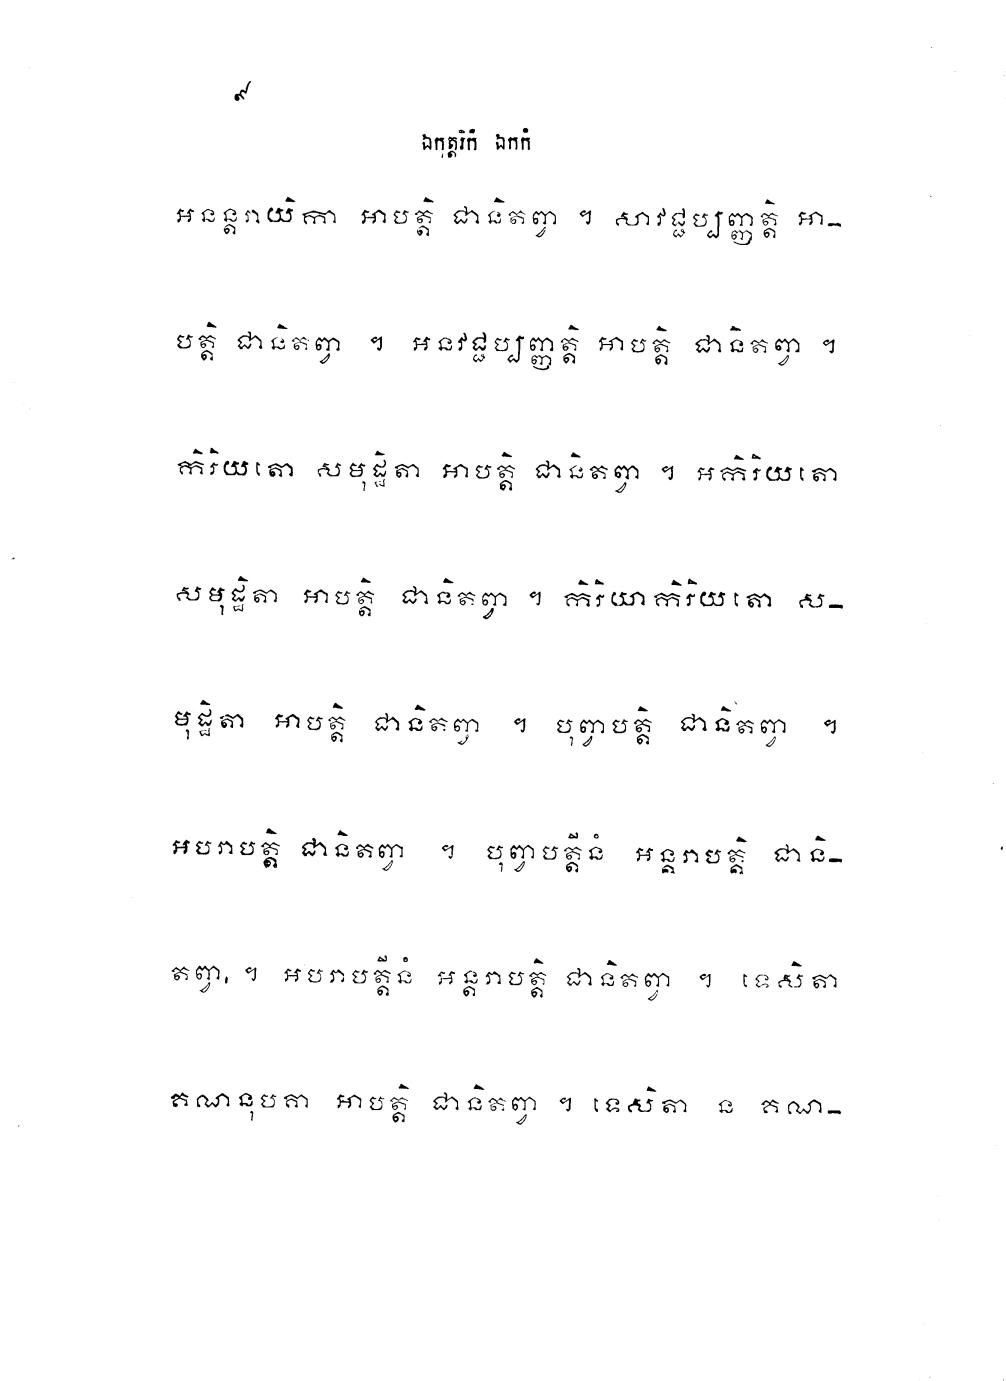 ៩
ឯកុត្តរិកំ ឯកកំ
អនន្តរាយិកា អាបត្តិ ជានិតព្វា ។ សាវជ្ជប្បញ្ញត្តិ អា-
បត្តិ ជានិតព្វា ។ អនវជ្ជប្បញ្ញត្តិ អាបត្តិ ជានិតព្វា ។
កិរិយតោ សមុដ្ឋិតា អាបត្តិ ជានិតព្វា ។ អកិរិយតោ
សមុដ្ឋិតា អាបត្តិ ជានិតព្វា ។ កិរិយាកិរិយតោ ស-
មុដ្ឋិតា អាបត្តិ ជានិតព្វា ។ បុព្វាបត្តិ ជានិតព្វា ។
អបរាបត្តិ ជានិតព្វា ។ បុព្វាបត្តីនំ អន្តរាបត្តិ ជានិ-
តព្វា ។ អបរាបត្តីនំ អន្តរាបត្តិ ជានិតព្វា ។ ទេសិតា
គណនុបគា អាបត្តិ ជានិតព្វា ។ ទេសិតា ន គណ-